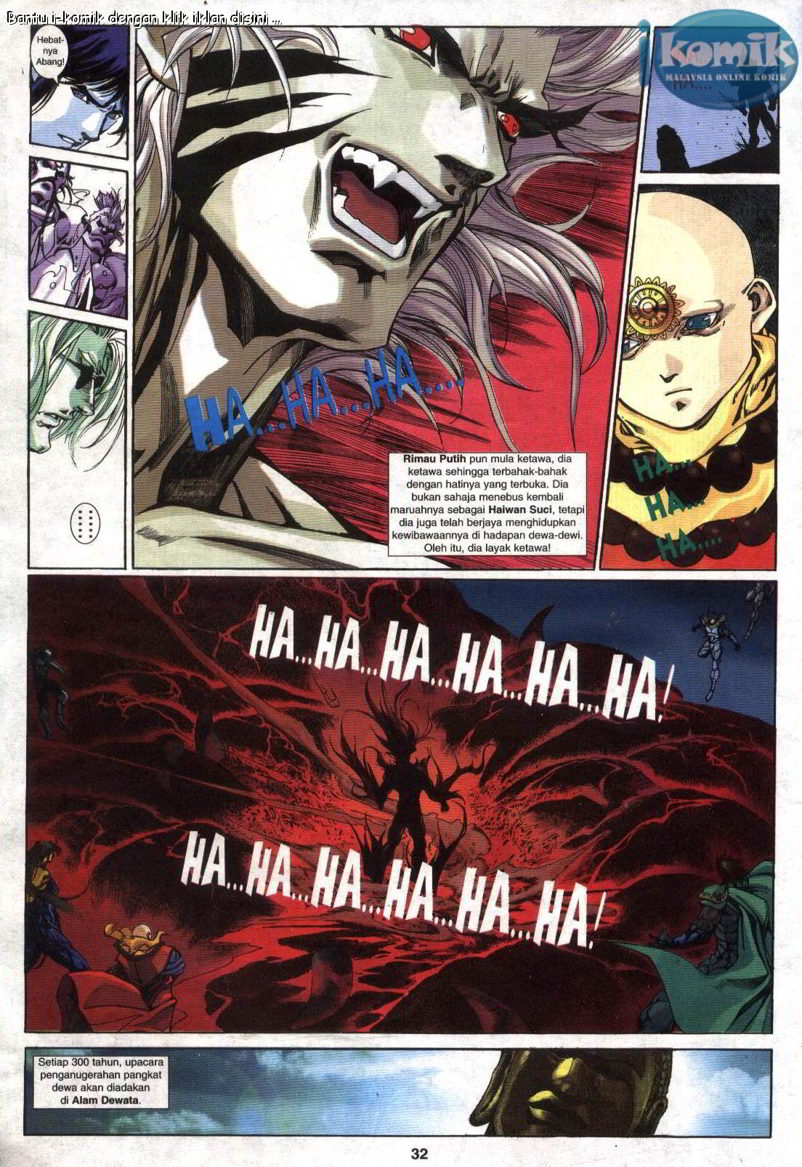 Bantu i-komik dengan klik iklan disini ...
Hebat-
nya
Abang!
HA...HA...HA....
Rimau Putih pun mula ketawa, dia
ketawa sehingga terbahak-bahak
dengan hatinya yang terbuka. Dia
bukan sahaja menebus kembali
maruahnya sebagai Haiwan Suci, tetapi
dia juga telah berjaya menghidupkan
kewibawaannya di hadapan dewa-dewi.
Oleh itu, dia layak ketawa!
i komik
MALAYSIA ONLINE KOMIK
HA....
HA...
HA...
HA....
HA...HA...HA...HA...HA...HA!
HA...HA...HA...HA...HA...HA!
Setiap 300 tahun, upacara
penganugerahan pangkat
dewa akan diadakan
di Alam Dewata.
32